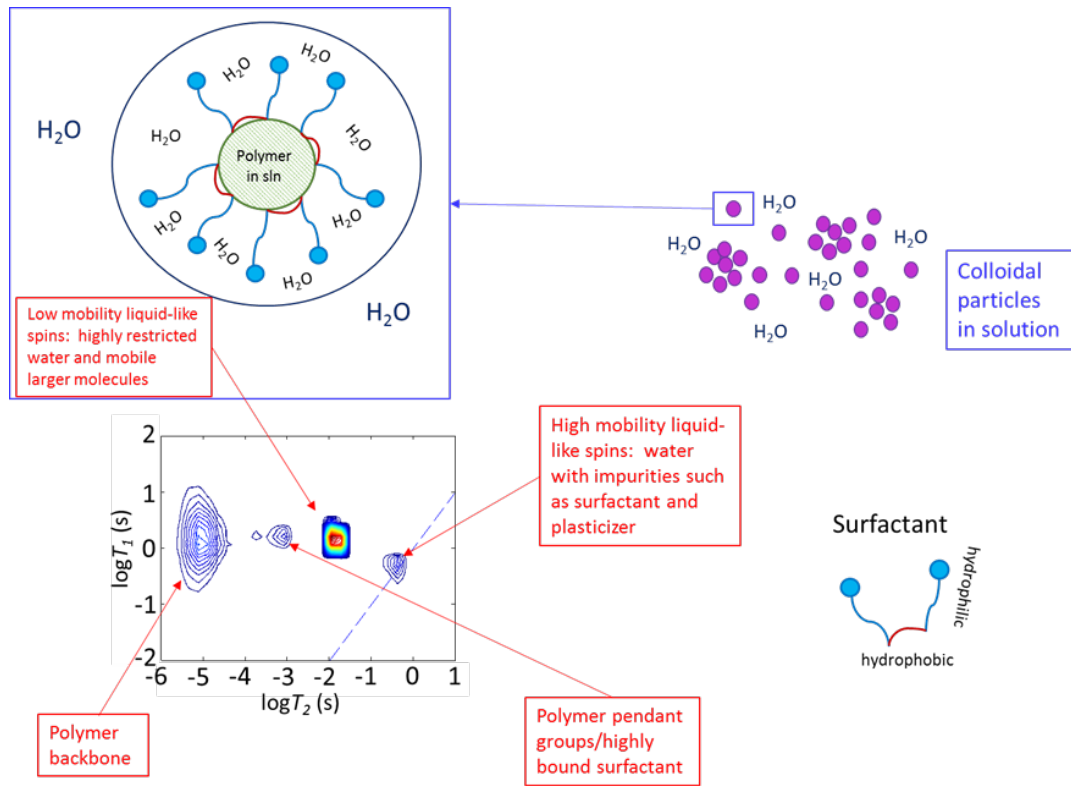 H₂O
H₂O
H₂O
H₂O
H₂O
H₂O
Polymer
in sln
H₂O
H₂O
H₂O
H₂O
H₂O
Low mobility liquid-like
spins: highly restricted
water and mobile
larger molecules
H₂O
H₂O
H₂O
H₂O
H₂O
Colloidal
particles
in solution
High mobility liquid-
like spins: water
with impurities such
as surfactant and
plasticizer
2
1
0
-1
-2
logT₁ (s)
-6 -5 -4 -3 -2 -1 0 1
logT₂ (s)
Polymer
backbone
Polymer pendant
groups/highly
bound surfactant
Surfactant
hydrophilic
hydrophobic